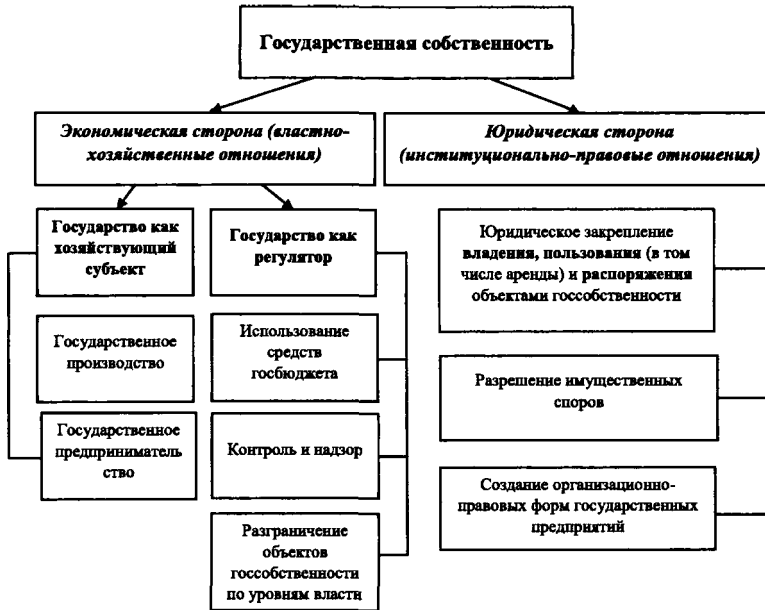 Государственная собственность
Экономическая сторона (властно-
хозяйственные отношения)
Юридическая сторона
(институционально-правовые отношения)
Государство как
хозяйствующий
субъект
Государственное
производство
Государственное
предприниматель
ство
Государство как
регулятор
Использование
средств
госбюджета
Контроль и надзор
Разграничение
объектов
госсобственности
по уровням власти
Юридическое закрепление
владения, пользования (в том
числе аренды) и распоряжения
объектами госсобственности
Разрешение имущественных
споров
Создание организационно-
правовых форм государственных
предприятий